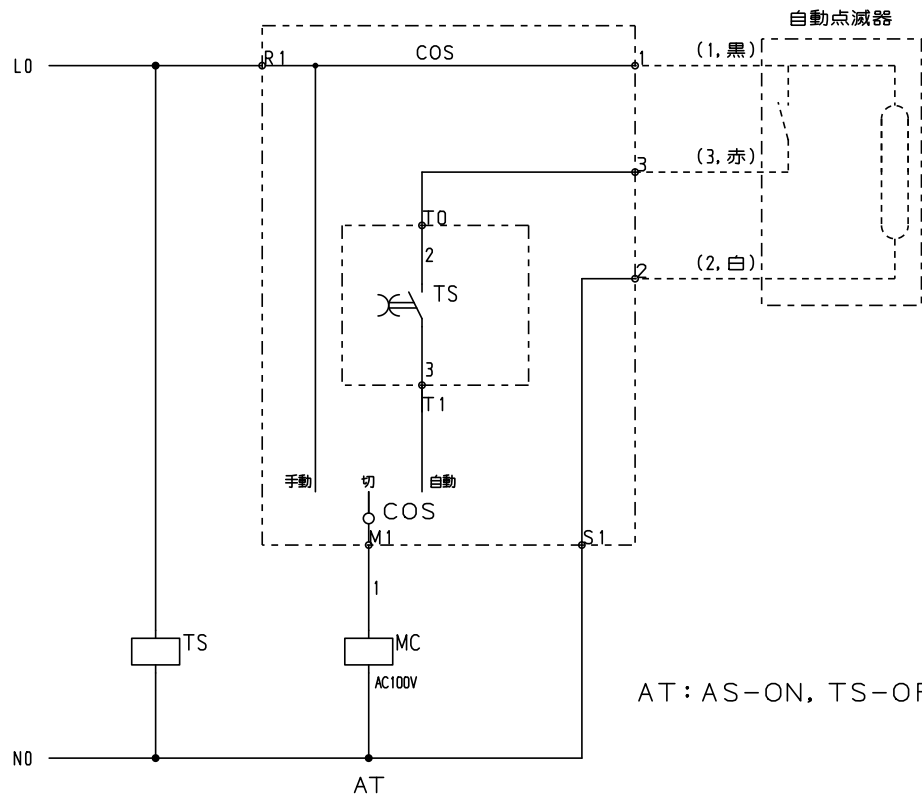 自動点滅器
L0
R1
COS
1
(1,黒)
3
(3,赤)
T0
2
TS
2
(2,白)
3
T1
手動
切
自動
COS
M1
S1
1
TS
MC
AC100V
AT:AS-ON, TS-OF
N0
AT